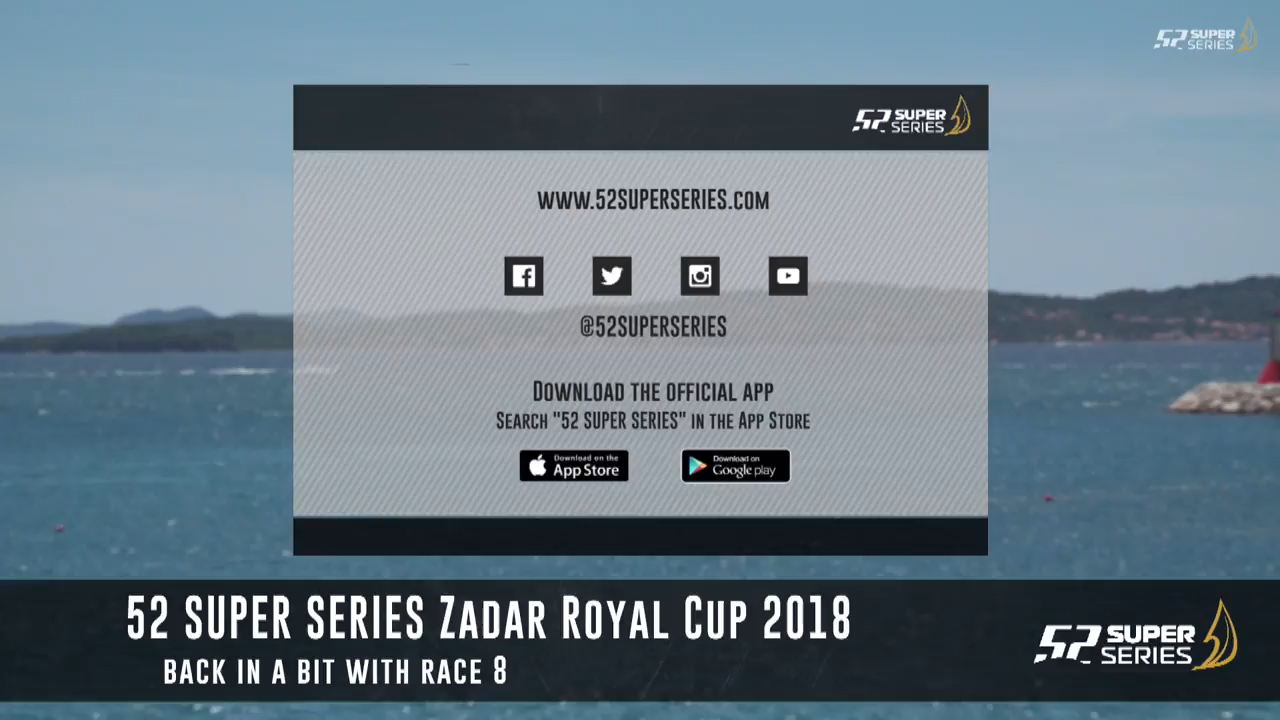 52 SUPER
SERIES
52 SUPER
SERIES
WWW.52SUPERSERIES.COM
@52SUPERSERIES
DOWNLOAD THE OFFICIAL APP
SEARCH "52 SUPER SERIES" IN THE APP STORE
Download on the
App Store
Download on
Google play
52 SUPER SERIES ZADAR ROYAL CUP 2018
BACK IN A BIT WITH RACE 8
52 SUPER
SERIES